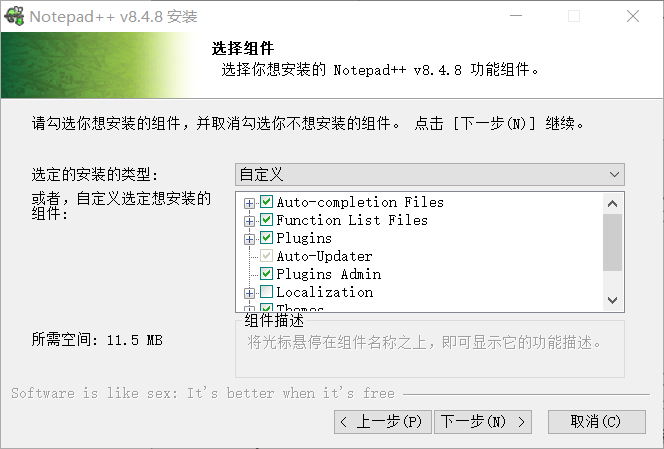 Notepad++ v8.4.8 安装
选择组件
选择你想安装的 Notepad++ v8.4.8 功能组件。
请勾选你想安装的组件，并取消勾选你不想安装的组件。 点击 [下一步(N)] 继续。
选定的安装的类型:
自定义
或者，自定义选定想安装的
组件:
Auto-completion Files
Function List Files
Plugins
Auto-Updater
Plugins Admin
Localization
Themes
组件描述
将光标悬停在组件名称之上，即可显示它的功能描述。
所需空间: 11.5 MB
Software is like sex: It's better when it's free
< 上一步(P)
下一步(N) >
取消(C)